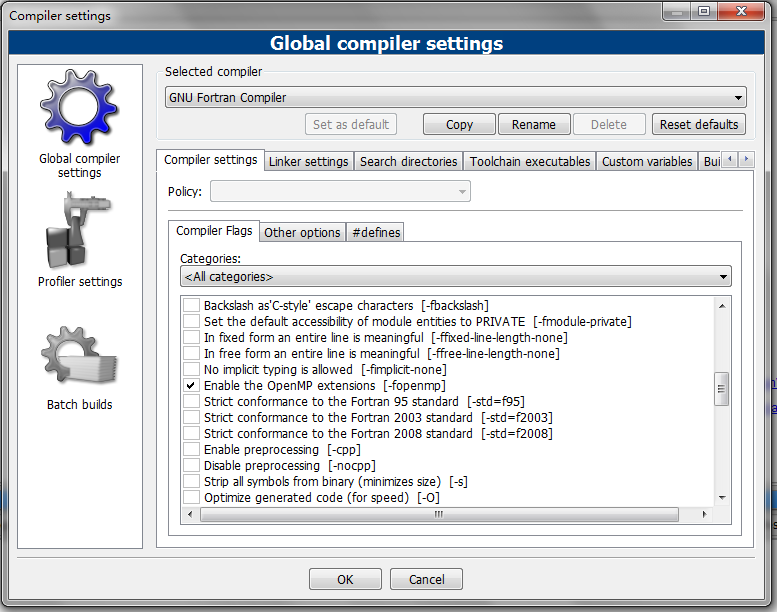 Compiler settings
Global compiler settings
Global compiler
settings
Profiler settings
Batch builds
Selected compiler
GNU Fortran Compiler
Set as default
Copy
Rename
Delete
Reset defaults
Compiler settings
Linker settings
Search directories
Toolchain executables
Custom variables
Bui
Policy:
Compiler Flags
Other options
#defines
Categories:
<All categories>
Backslash as'C-style' escape characters [-fbackslash]
Set the default accessibility of module entities to PRIVATE [-fmodule-private]
In fixed form an entire line is meaningful [-ffixed-line-length-none]
In free form an entire line is meaningful [-ffree-line-length-none]
No implicit typing is allowed [-fimplicit-none]
Enable the OpenMP extensions [-fopenmp]
Strict conformance to the Fortran 95 standard [-std=f95]
Strict conformance to the Fortran 2003 standard [-std=f2003]
Strict conformance to the Fortran 2008 standard [-std=f2008]
Enable preprocessing [-cpp]
Disable preprocessing [-nocpp]
Strip all symbols from binary (minimizes size) [-s]
Optimize generated code (for speed) [-O]
OK
Cancel